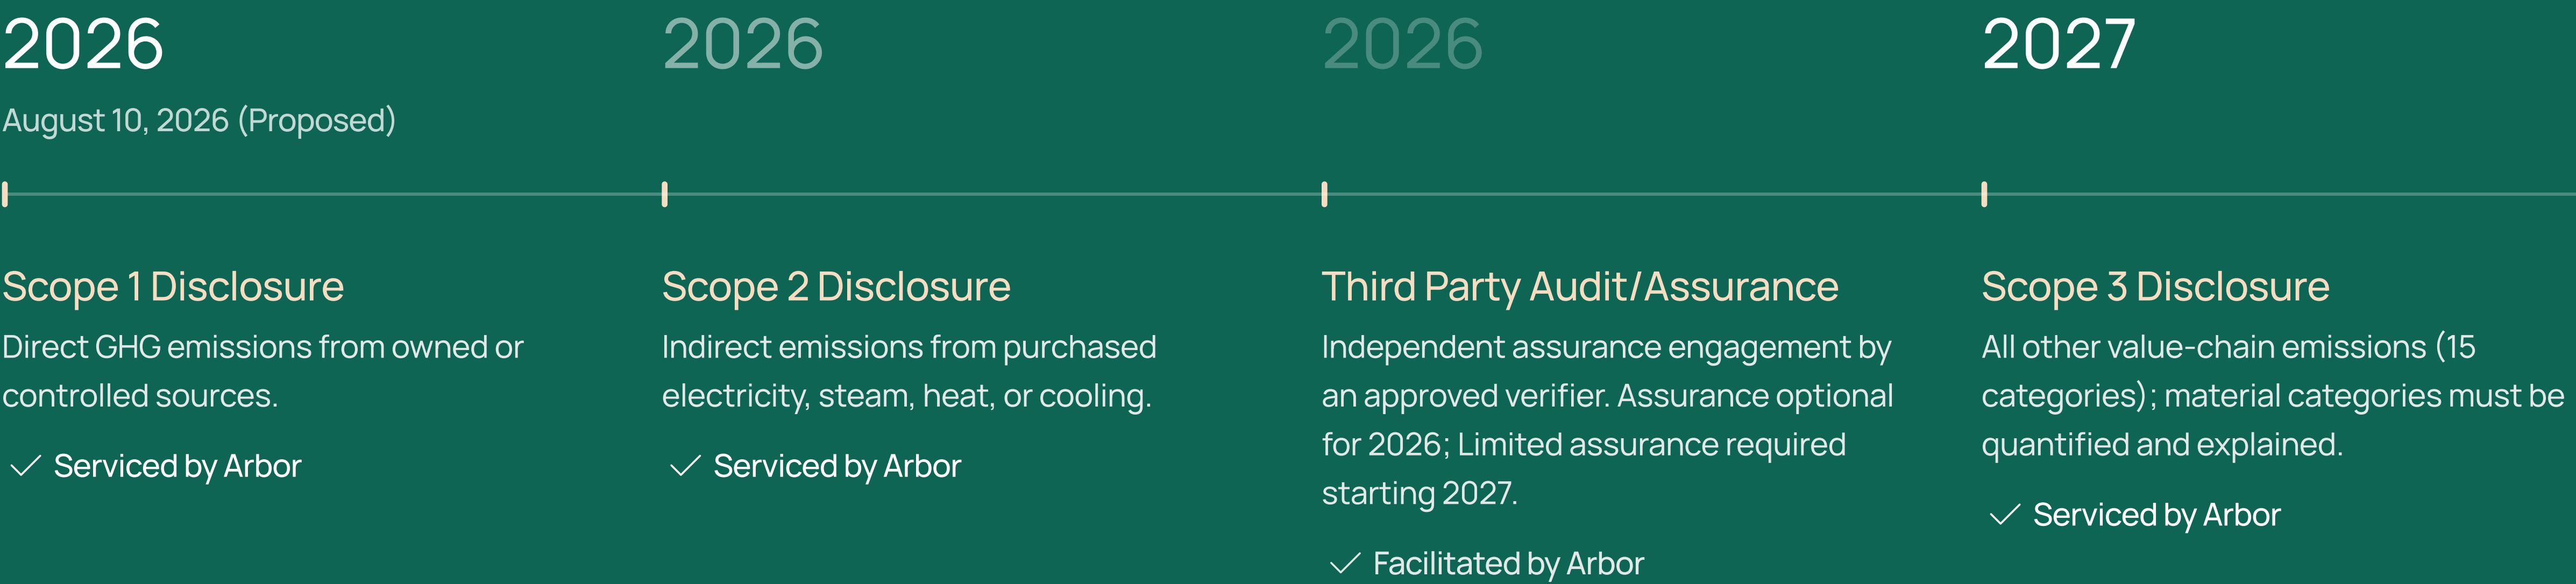 2026
August 10, 2026 (Proposed)
Scope 1 Disclosure
Direct GHG emissions from owned or
controlled sources.
Serviced by Arbor
2026
Scope 2 Disclosure
Indirect emissions from purchased
electricity, steam, heat, or cooling.
Serviced by Arbor
2026
Third Party Audit/Assurance
Independent assurance engagement by
an approved verifier. Assurance optional
for 2026; Limited assurance required
starting 2027.
Facilitated by Arbor
2027
Scope 3 Disclosure
All other value-chain emissions (15
categories); material categories must be
quantified and explained.
Serviced by Arbor